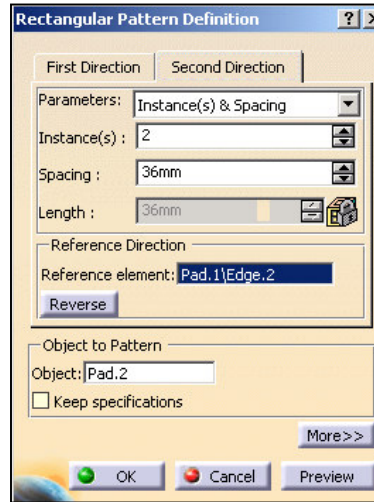 Rectangular Pattern Definition
First Direction Second Direction
Parameters: Instance(s) & Spacing
Instance(s) : 2
Spacing : 36mm
Length : 36mm
Reference Direction
Reference element: Pad.1\Edge.2
Reverse
Object to Pattern
Object: Pad.2
Keep specifications
More>>
OK Cancel Preview